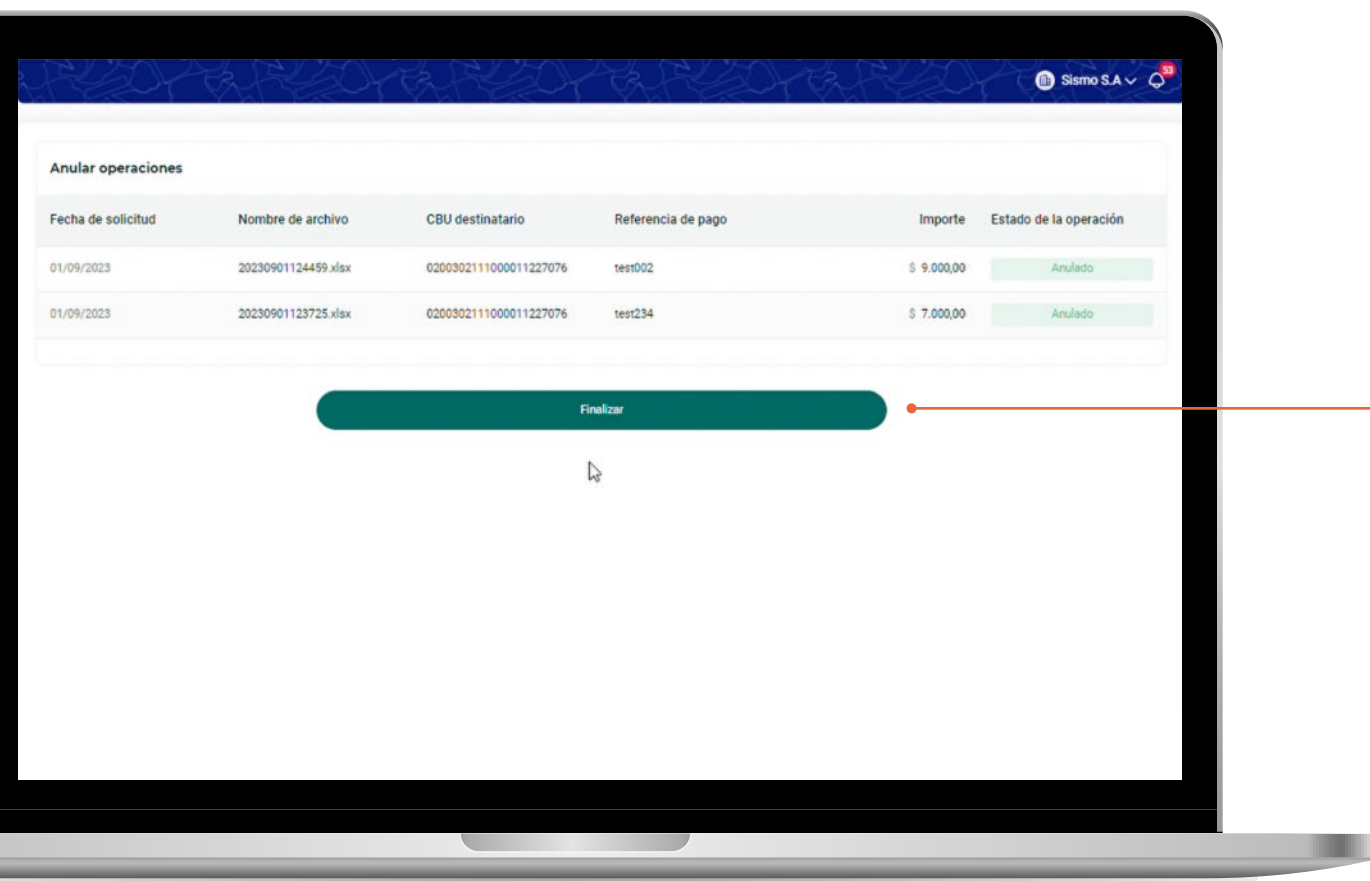 Sismo S.A
53
Anular operaciones
Fecha de solicitud Nombre de archivo CBU destinatario Referencia de pago Importe Estado de la operación
01/09/2023 20230901124459.xlsx 0200302111000011227076 test002 $ 9.000,00 Anulado
01/09/2023 20230901123725.xlsx 0200302111000011227076 test234 $ 7.000,00 Anulado
Finalizar